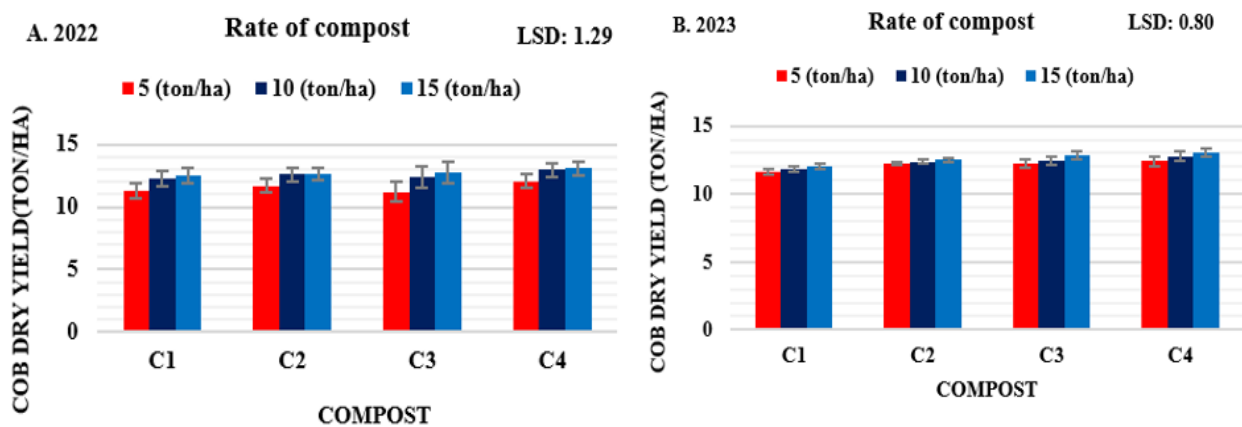 A. 2022
Rate of compost
LSD: 1.29
5 (ton/ha) 10 (ton/ha) 15 (ton/ha)
COB DRY YIELD(TON/HA)
15
10
5
0
C1 C2 C3 C4
COMPOST
B. 2023
Rate of compost
LSD: 0.80
5 (ton/ha) 10 (ton/ha) 15 (ton/ha)
COB DRY YIELD (TON/HA)
15
10
5
0
C1 C2 C3 C4
COMPOST